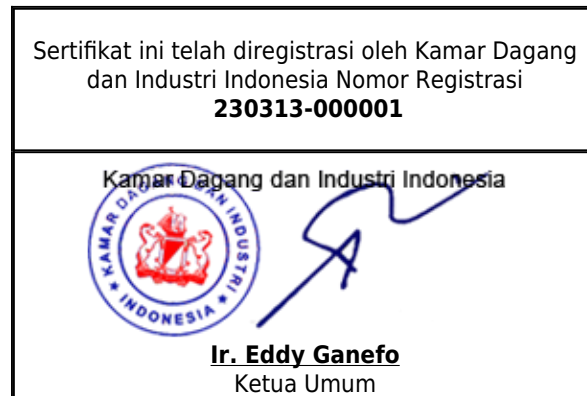 Sertifikat ini telah diregistrasi oleh Kamar Dagang
dan Industri Indonesia Nomor Registrasi
230313-000001
Kamar Dagang dan Industri Indonesia
KAMAR DAGANG DAN INDUSTRI
INDONESIA
Ir. Eddy Ganefo
Ketua Umum